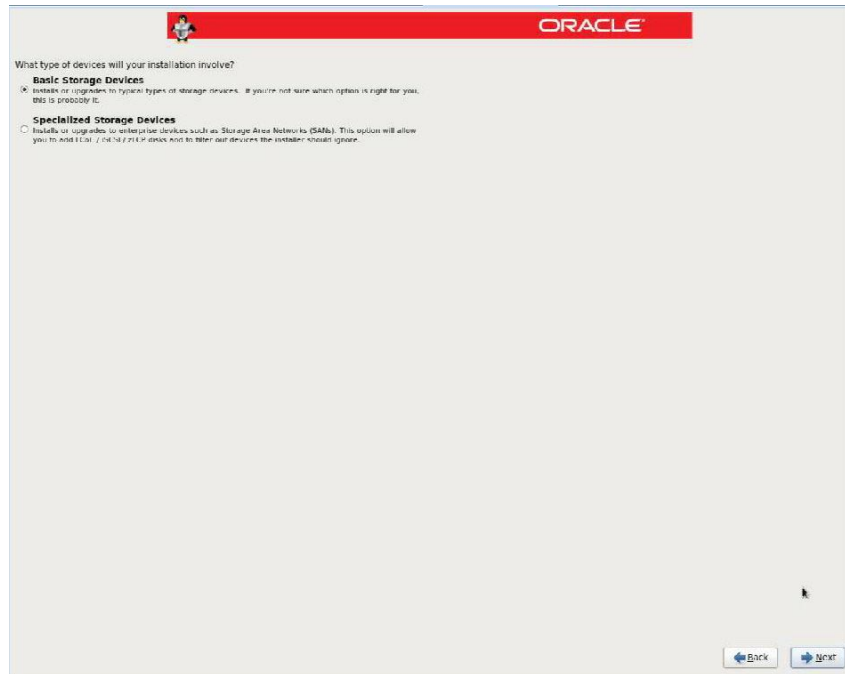 ORACLE
What type of devices will your installation involve?
Basic Storage Devices
Installs or upgrades to typical types of storage devices. If you're not sure which option is right for you,
this is probably it.
Specialized Storage Devices
Installs or upgrades to enterprise devices such as Storage Area Networks (SANs). This option will allow
you to add FCoE / iSCSI / zFCP disks and to filter out devices the installer should ignore.
Back
Next